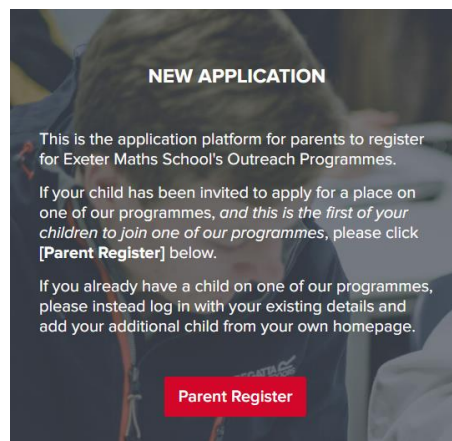 NEW APPLICATION
This is the application platform for parents to register
for Exeter Maths School's Outreach Programmes.
If your child has been invited to apply for a place on
one of our programmes, and this is the first of your
children to join one of our programmes, please click
[Parent Register] below.
If you already have a child on one of our programmes,
please instead log in with your existing details and
add your additional child from your own homepage.
REGATTA
Parent Register